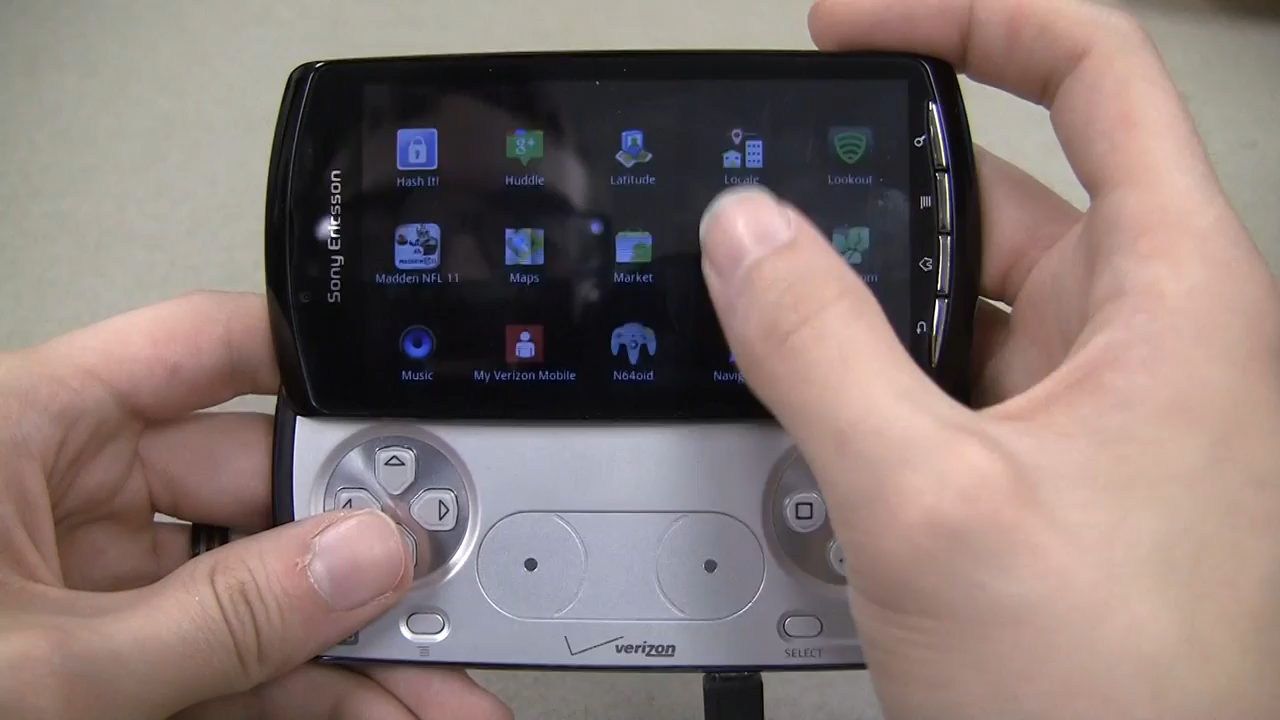 Sony Ericsson
Hash It!
Huddle
Latitude
Locale
Lookout
Madden NFL 11
Maps
Market
Music
My Verizon Mobile
N64oid
verizon
SELECT